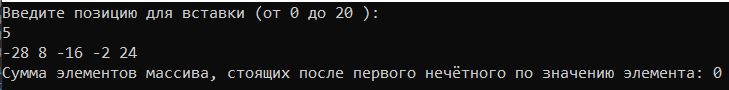 Введите позицию для вставки (от 0 до 20 ):
5
-28 8 -16 -2 24
Сумма элементов массива, стоящих после первого нечётного по значению элемента: 0